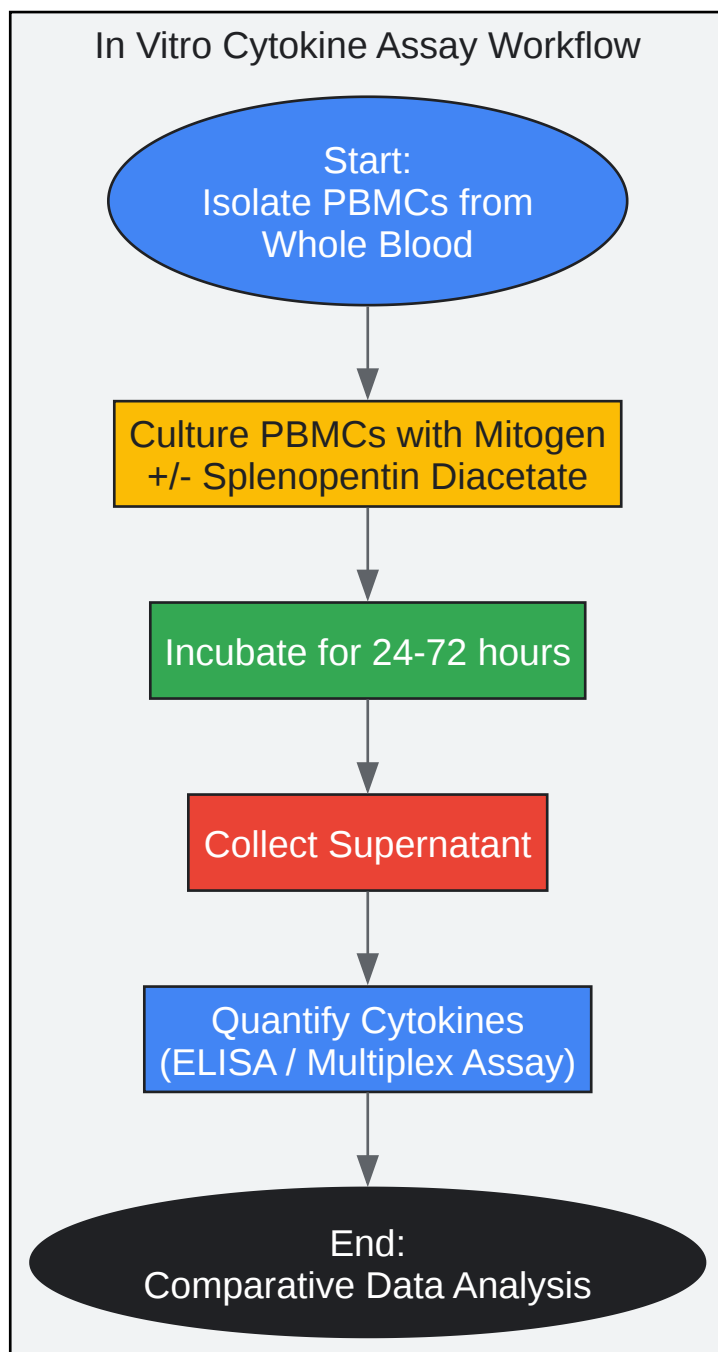 In Vitro Cytokine Assay Workflow
Start:
Isolate PBMCs from
Whole Blood
Culture PBMCs with Mitogen
+/- Splenopentin Diacetate
Incubate for 24-72 hours
Collect Supernatant
Quantify Cytokines
(ELISA / Multiplex Assay)
End:
Comparative Data Analysis